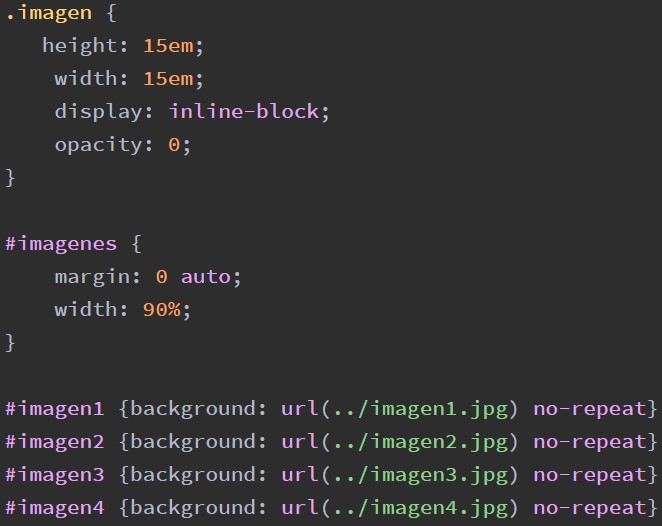 .imagen {
   height: 15em;
    width: 15em;
    display: inline-block;
    opacity: 0;
}

#imagenes {
    margin: 0 auto;
    width: 90%;
}

#imagen1 {background: url(../imagen1.jpg) no-repeat}
#imagen2 {background: url(../imagen2.jpg) no-repeat}
#imagen3 {background: url(../imagen3.jpg) no-repeat}
#imagen4 {background: url(../imagen4.jpg) no-repeat}